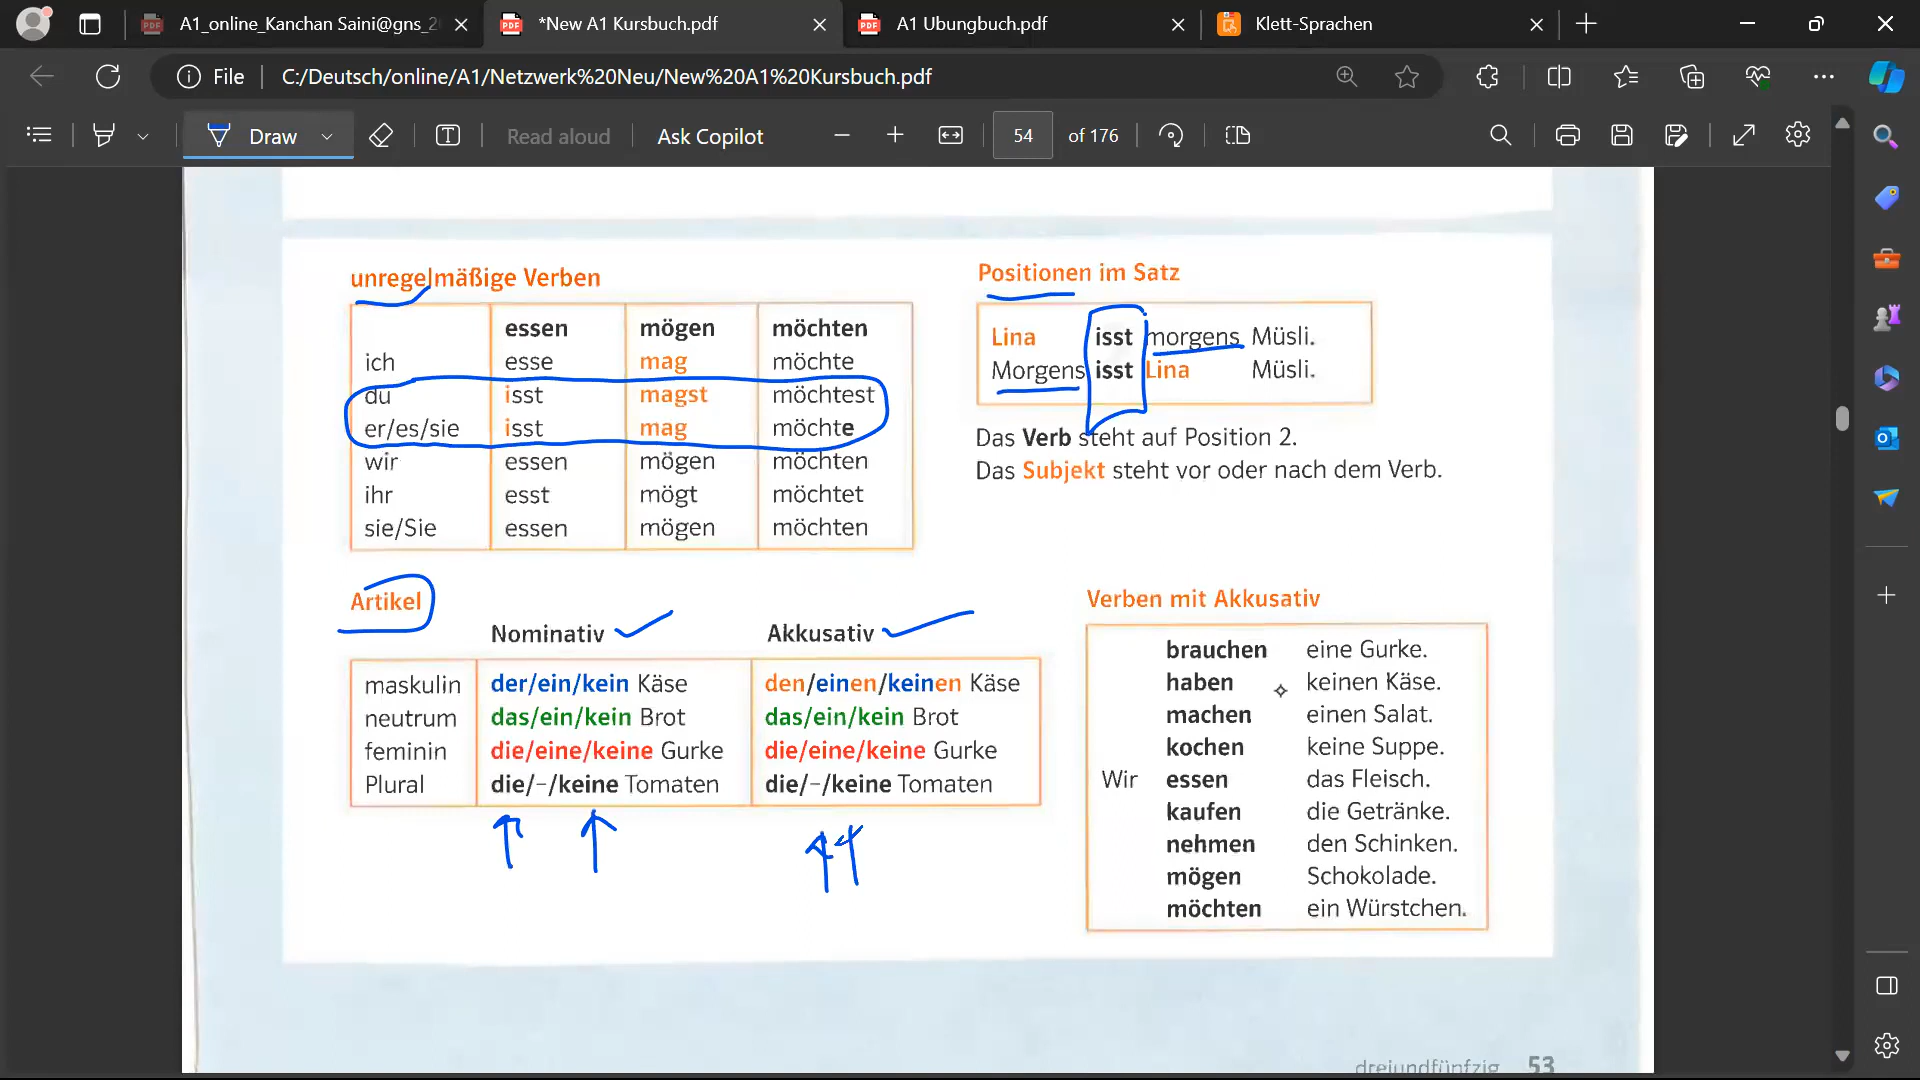 A1_online_Kanchan Saini@gns_2
*New A1 Kursbuch.pdf
A1 Ubungbuch.pdf
Klett-Sprachen
File
C:/Deutsch/online/A1/Netzwerk%20Neu/New%20A1%20Kursbuch.pdf
Draw
Read aloud
Ask Copilot
54 of 176
unregelmäßige Verben
essen mögen möchten
ich esse mag möchte
du isst magst möchtest
er/es/sie isst mag möchte
wir essen mögen möchten
ihr esst mögt möchtet
sie/Sie essen mögen möchten
Positionen im Satz
Lina isst morgens Müsli.
Morgens isst Lina Müsli.
Das Verb steht auf Position 2.
Das Subjekt steht vor oder nach dem Verb.
Artikel
Nominativ Akkusativ
maskulin der/ein/kein Käse den/einen/keinen Käse
neutrum das/ein/kein Brot das/ein/kein Brot
feminin die/eine/keine Gurke die/eine/keine Gurke
Plural die/–/keine Tomaten die/–/keine Tomaten
Verben mit Akkusativ
brauchen eine Gurke.
haben keinen Käse.
machen einen Salat.
kochen keine Suppe.
Wir essen das Fleisch.
kaufen die Getränke.
nehmen den Schinken.
mögen Schokolade.
möchten ein Würstchen.
dreiundfünfzig 53